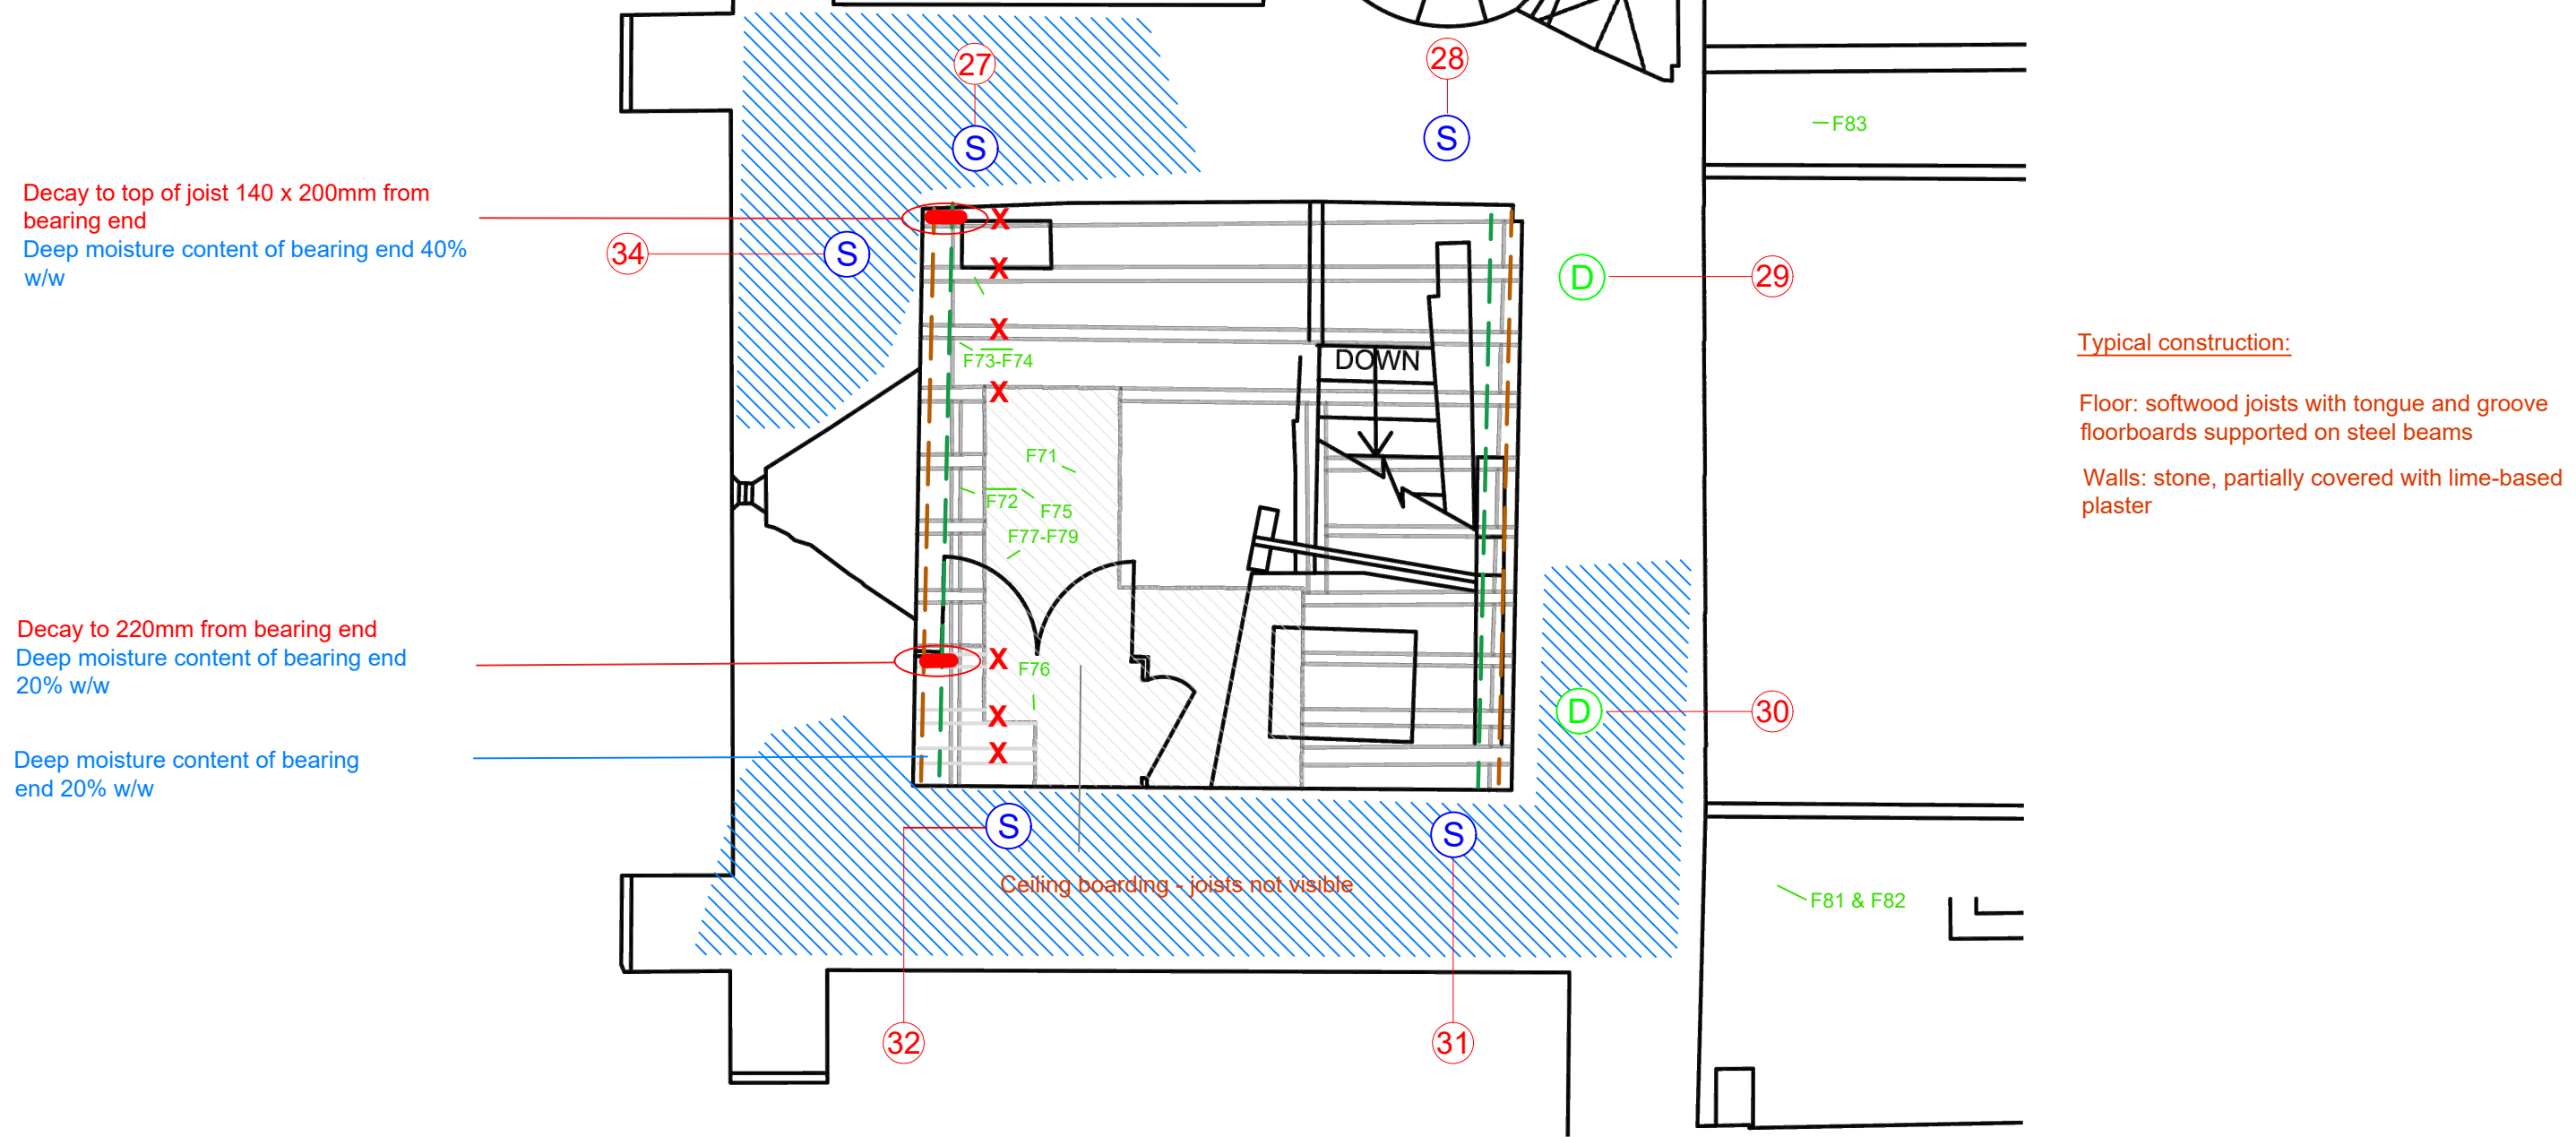 27
28
S
S
F83
Decay to top of joist 140 x 200mm from
bearing end
Deep moisture content of bearing end 40%
w/w
34
S
X
X
X
X
F73-F74
DOWN
D
29
Typical construction:
Floor: softwood joists with tongue and groove
floorboards supported on steel beams
Walls: stone, partially covered with lime-based
plaster
F71
F72
F75
F77-F79
Decay to 220mm from bearing end
Deep moisture content of bearing end
20% w/w
X
F76
X
X
D
30
Deep moisture content of bearing
end 20% w/w
S
S
Ceiling boarding - joists not visible
F81 & F82
32
31